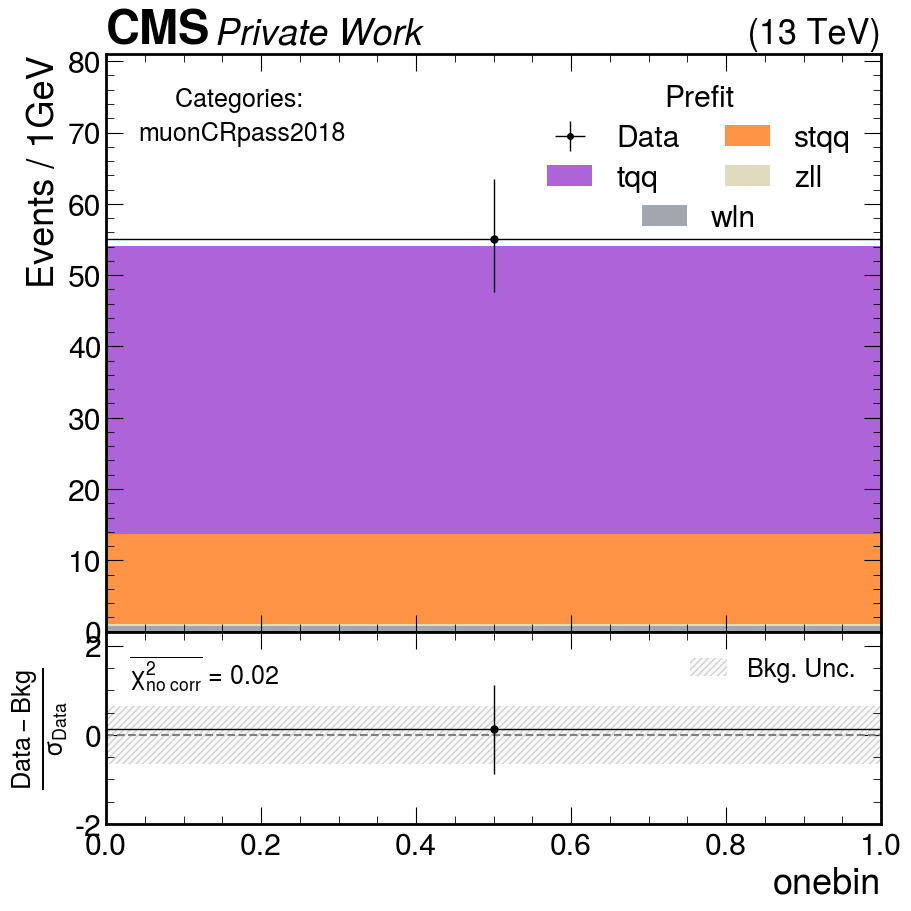 CMS Private Work (13 TeV)
Events / 1GeV
80
70
60
50
40
30
20
10
0
Categories:
muonCRpass2018
Prefit
Data stqq
tqq zll
wln
Data – Bkg
σData
2
0
-2
χ²no corr = 0.02
Bkg. Unc.
0.0 0.2 0.4 0.6 0.8 1.0
onebin